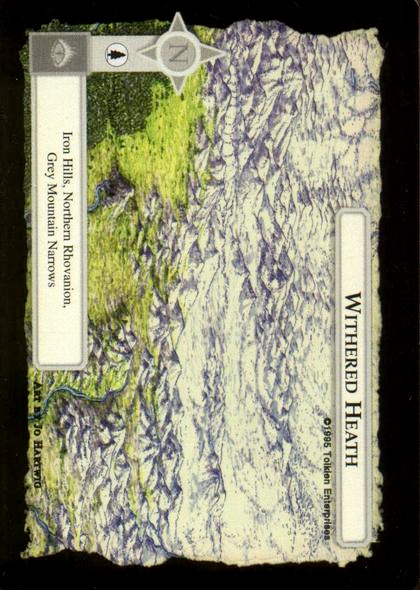 Withered Heath
©1995 Tolkien Enterprises
N
Iron Hills, Northern Rhovanion,
Grey Mountain Narrows
Art by Jo Hartwig